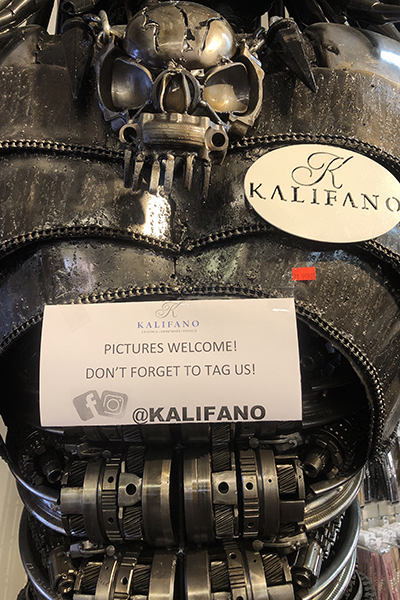 K
KALIFANO
K
KALIFANO
PICTURES WELCOME!
DON'T FORGET TO TAG US!
@KALIFANO